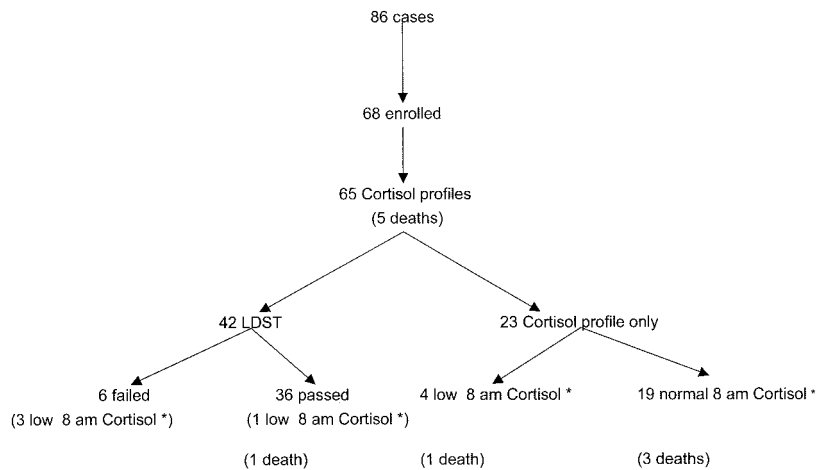 86 cases
68 enrolled
65 Cortisol profiles
(5 deaths)
42 LDST
23 Cortisol profile only
6 failed
(3 low 8 am Cortisol *)
36 passed
(1 low 8 am Cortisol *)
4 low 8 am Cortisol *
19 normal 8 am Cortisol *
(1 death)
(1 death)
(3 deaths)